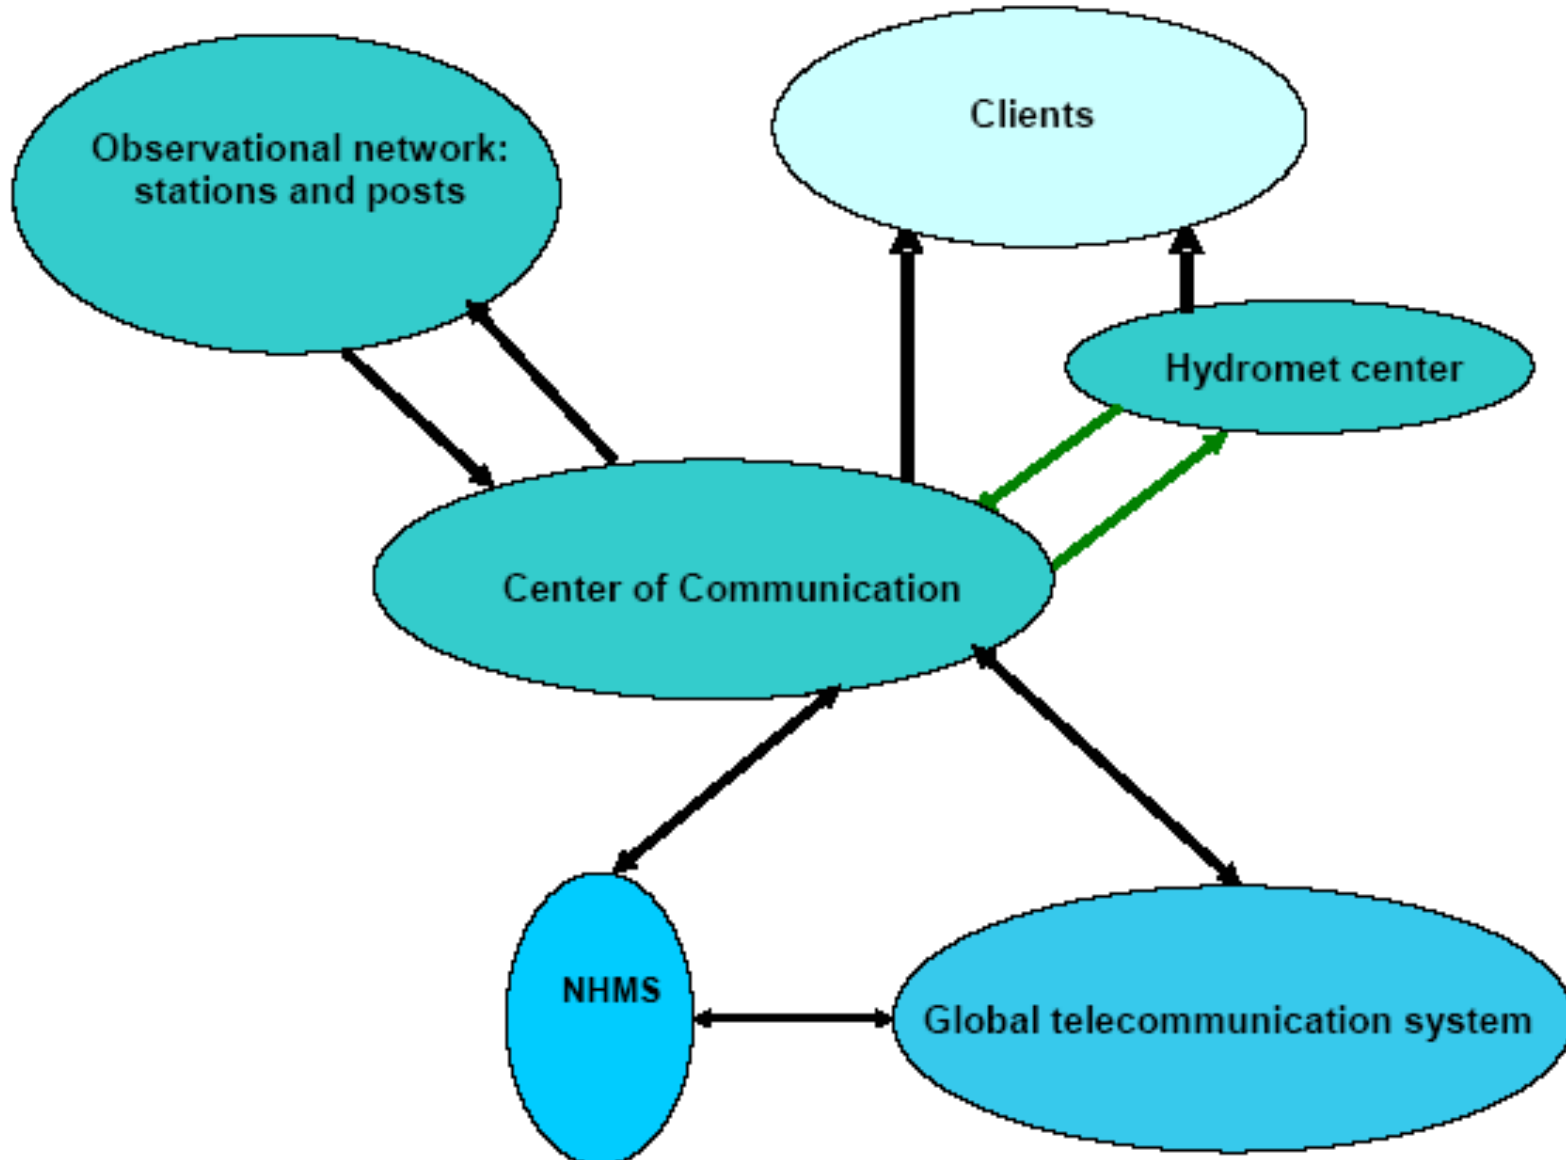 Clients
Observational network:
stations and posts
Hydromet center
Center of Communication
NHMS
Global telecommunication system